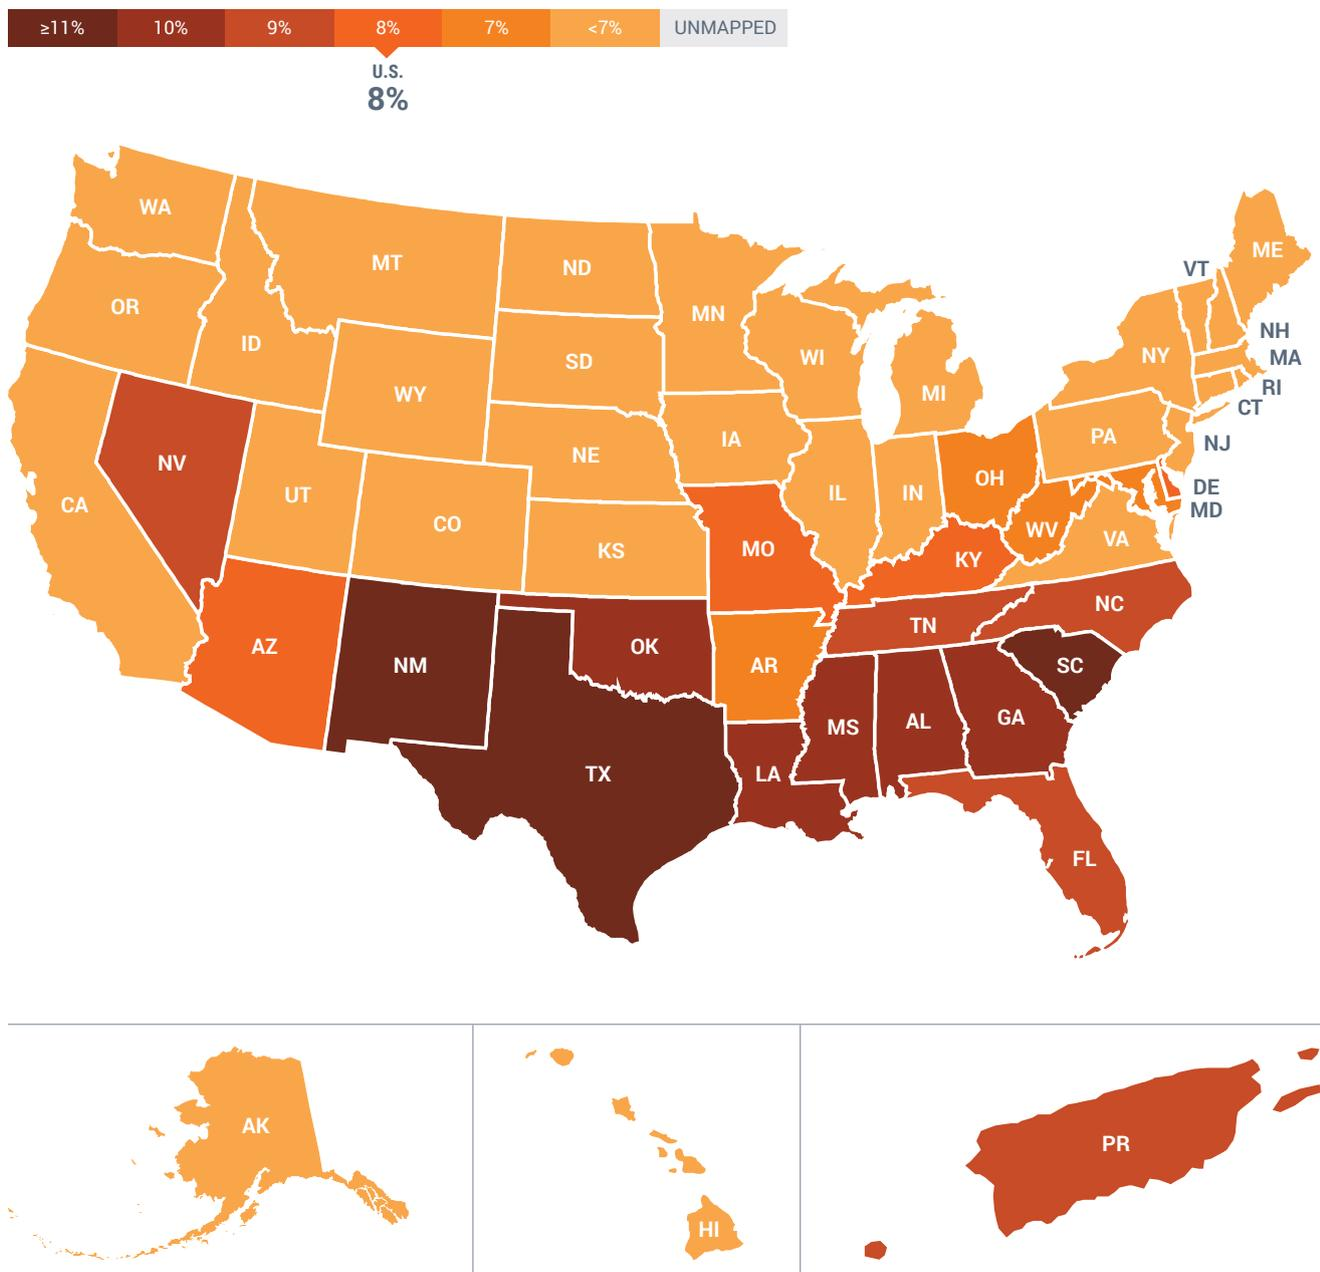 ≥11% 10% 9% 8% 7% <7% UNMAPPED
U.S.
8%
WA
MT
ND
ME
VT
OR
MN
NH
ID
SD
WI
NY
MA
WY
MI
RI
CT
IA
PA
NJ
NV
NE
OH
UT
IL
IN
DE
CA
MD
CO
WV
VA
KS
MO
KY
NC
TN
AZ
OK
NM
AR
SC
GA
AL
MS
TX
LA
FL
AK
PR
HI